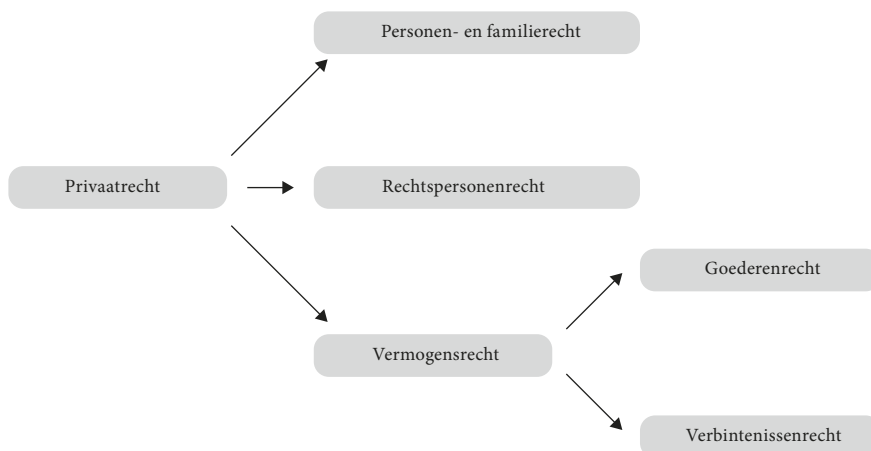 Personen- en familierecht
Privaatrecht
Rechtspersonenrecht
Goederenrecht
Vermogensrecht
Verbintenissenrecht